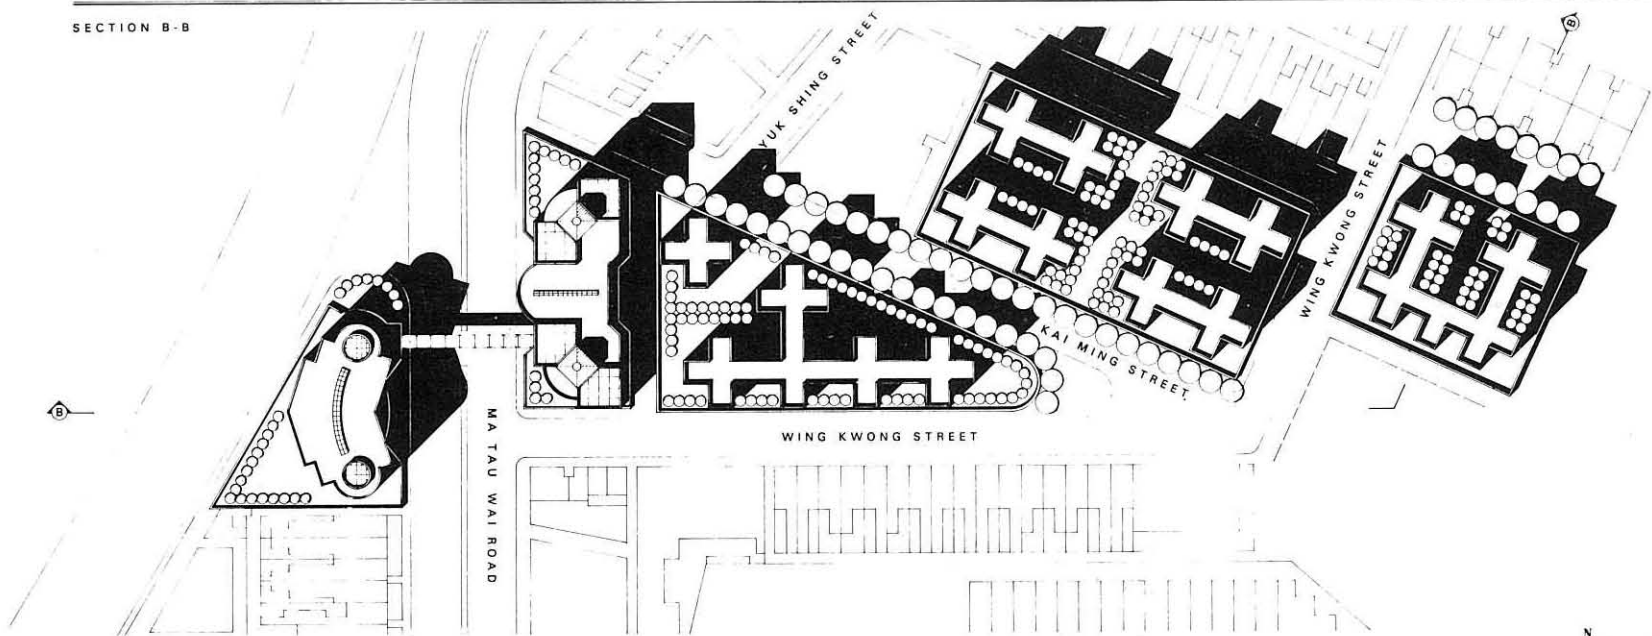 SECTION B-B
B
YUK SHING STREET
WING KWONG STREET
KAI MING STREET
B
MA TAU WAI ROAD
WING KWONG STREET
N